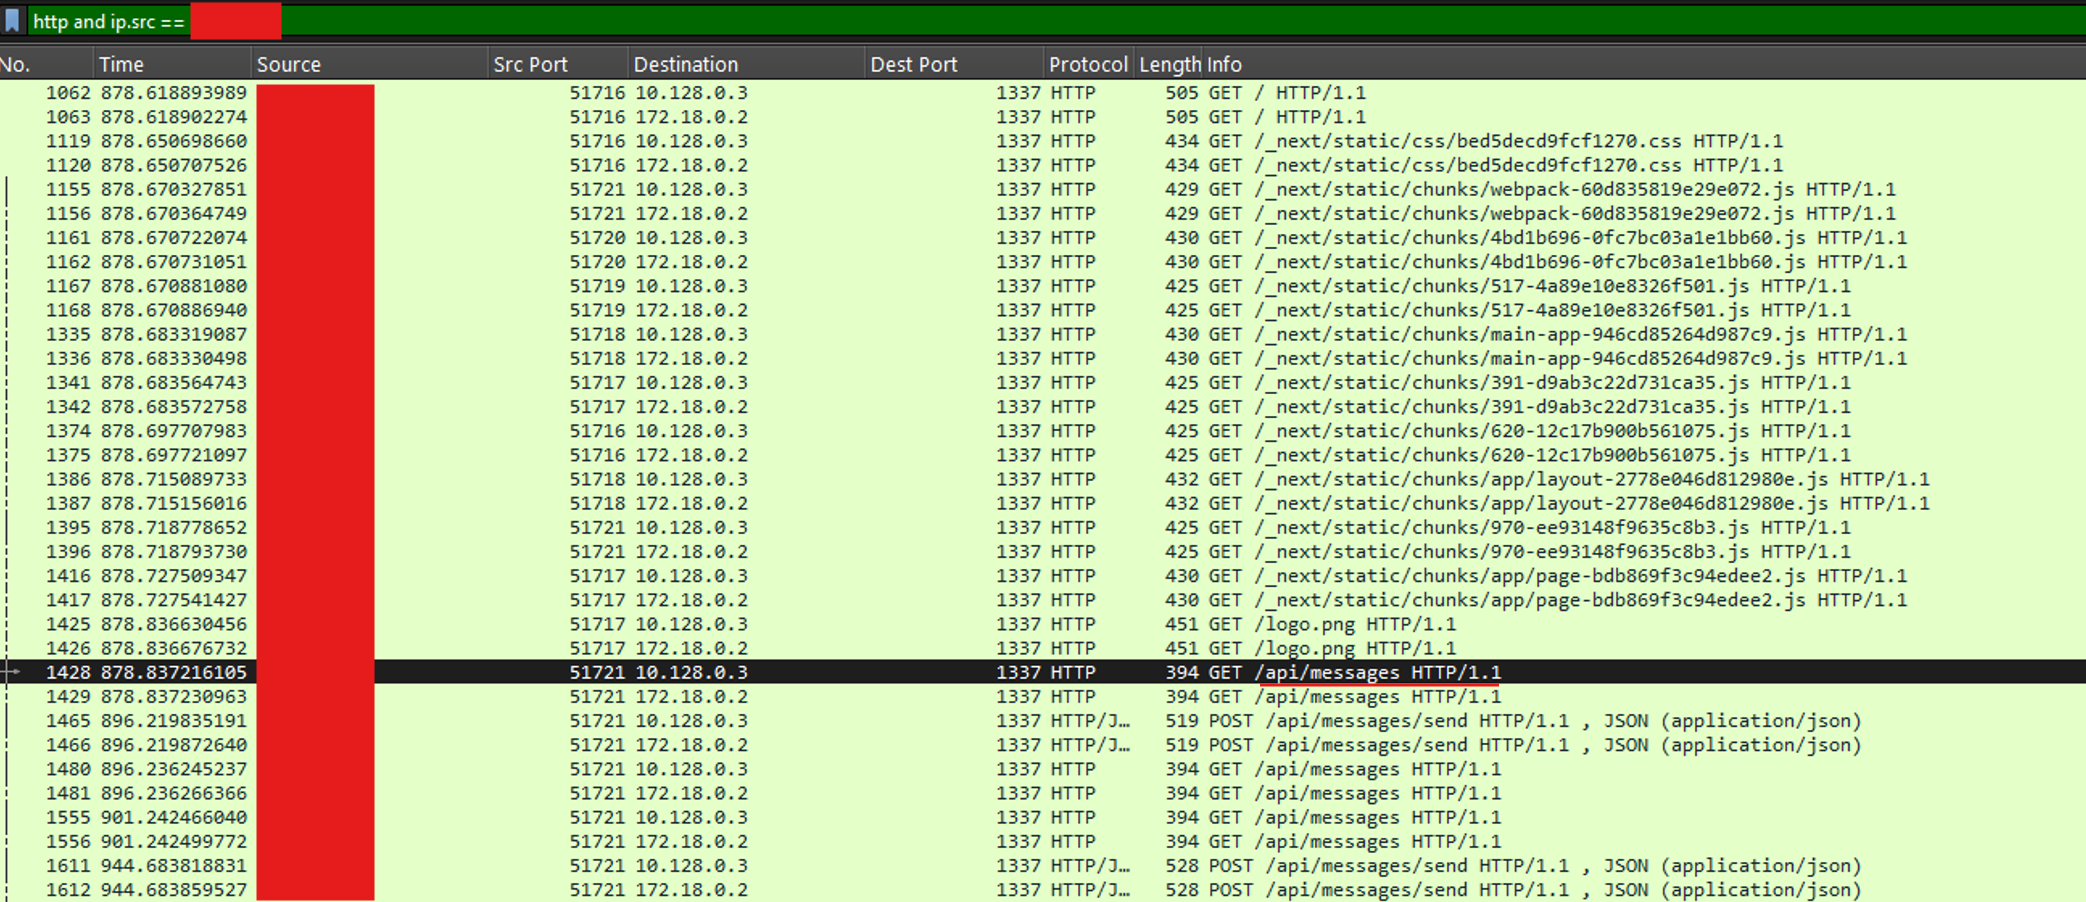 http and ip.src ==
No. Time Source Src Port Destination Dest Port Protocol Length Info
1062 878.618893989 51716 10.128.0.3 1337 HTTP 505 GET / HTTP/1.1
1063 878.618902274 51716 172.18.0.2 1337 HTTP 505 GET / HTTP/1.1
1119 878.650698660 51716 10.128.0.3 1337 HTTP 434 GET /_next/static/css/bed5decd9fcf1270.css HTTP/1.1
1120 878.650707526 51716 172.18.0.2 1337 HTTP 434 GET /_next/static/css/bed5decd9fcf1270.css HTTP/1.1
1155 878.670327851 51721 10.128.0.3 1337 HTTP 429 GET /_next/static/chunks/webpack-60d835819e29e072.js HTTP/1.1
1156 878.670364749 51721 172.18.0.2 1337 HTTP 429 GET /_next/static/chunks/webpack-60d835819e29e072.js HTTP/1.1
1161 878.670722074 51720 10.128.0.3 1337 HTTP 430 GET /_next/static/chunks/4bd1b696-0fc7bc03a1e1bb60.js HTTP/1.1
1162 878.670731051 51720 172.18.0.2 1337 HTTP 430 GET /_next/static/chunks/4bd1b696-0fc7bc03a1e1bb60.js HTTP/1.1
1167 878.670881080 51719 10.128.0.3 1337 HTTP 425 GET /_next/static/chunks/517-4a89e10e8326f501.js HTTP/1.1
1168 878.670886940 51719 172.18.0.2 1337 HTTP 425 GET /_next/static/chunks/517-4a89e10e8326f501.js HTTP/1.1
1335 878.683319087 51718 10.128.0.3 1337 HTTP 430 GET /_next/static/chunks/main-app-946cd85264d987c9.js HTTP/1.1
1336 878.683330498 51718 172.18.0.2 1337 HTTP 430 GET /_next/static/chunks/main-app-946cd85264d987c9.js HTTP/1.1
1341 878.683564743 51717 10.128.0.3 1337 HTTP 425 GET /_next/static/chunks/391-d9ab3c22d731ca35.js HTTP/1.1
1342 878.683572758 51717 172.18.0.2 1337 HTTP 425 GET /_next/static/chunks/391-d9ab3c22d731ca35.js HTTP/1.1
1374 878.697707983 51716 10.128.0.3 1337 HTTP 425 GET /_next/static/chunks/620-12c17b900b561075.js HTTP/1.1
1375 878.697721097 51716 172.18.0.2 1337 HTTP 425 GET /_next/static/chunks/620-12c17b900b561075.js HTTP/1.1
1386 878.715089733 51718 10.128.0.3 1337 HTTP 432 GET /_next/static/chunks/app/layout-2778e046d812980e.js HTTP/1.1
1387 878.715156016 51718 172.18.0.2 1337 HTTP 432 GET /_next/static/chunks/app/layout-2778e046d812980e.js HTTP/1.1
1395 878.718778652 51721 10.128.0.3 1337 HTTP 425 GET /_next/static/chunks/970-ee93148f9635c8b3.js HTTP/1.1
1396 878.718793730 51721 172.18.0.2 1337 HTTP 425 GET /_next/static/chunks/970-ee93148f9635c8b3.js HTTP/1.1
1416 878.727509347 51717 10.128.0.3 1337 HTTP 430 GET /_next/static/chunks/app/page-bdb869f3c94edee2.js HTTP/1.1
1417 878.727541427 51717 172.18.0.2 1337 HTTP 430 GET /_next/static/chunks/app/page-bdb869f3c94edee2.js HTTP/1.1
1425 878.836630456 51717 10.128.0.3 1337 HTTP 451 GET /logo.png HTTP/1.1
1426 878.836676732 51717 172.18.0.2 1337 HTTP 451 GET /logo.png HTTP/1.1
1428 878.837216105 51721 10.128.0.3 1337 HTTP 394 GET /api/messages HTTP/1.1
1429 878.837230963 51721 172.18.0.2 1337 HTTP 394 GET /api/messages HTTP/1.1
1465 896.219835191 51721 10.128.0.3 1337 HTTP/J… 519 POST /api/messages/send HTTP/1.1 , JSON (application/json)
1466 896.219872640 51721 172.18.0.2 1337 HTTP/J… 519 POST /api/messages/send HTTP/1.1 , JSON (application/json)
1480 896.236245237 51721 10.128.0.3 1337 HTTP 394 GET /api/messages HTTP/1.1
1481 896.236266366 51721 172.18.0.2 1337 HTTP 394 GET /api/messages HTTP/1.1
1555 901.242466040 51721 10.128.0.3 1337 HTTP 394 GET /api/messages HTTP/1.1
1556 901.242499772 51721 172.18.0.2 1337 HTTP 394 GET /api/messages HTTP/1.1
1611 944.683818831 51721 10.128.0.3 1337 HTTP/J… 528 POST /api/messages/send HTTP/1.1 , JSON (application/json)
1612 944.683859527 51721 172.18.0.2 1337 HTTP/J… 528 POST /api/messages/send HTTP/1.1 , JSON (application/json)